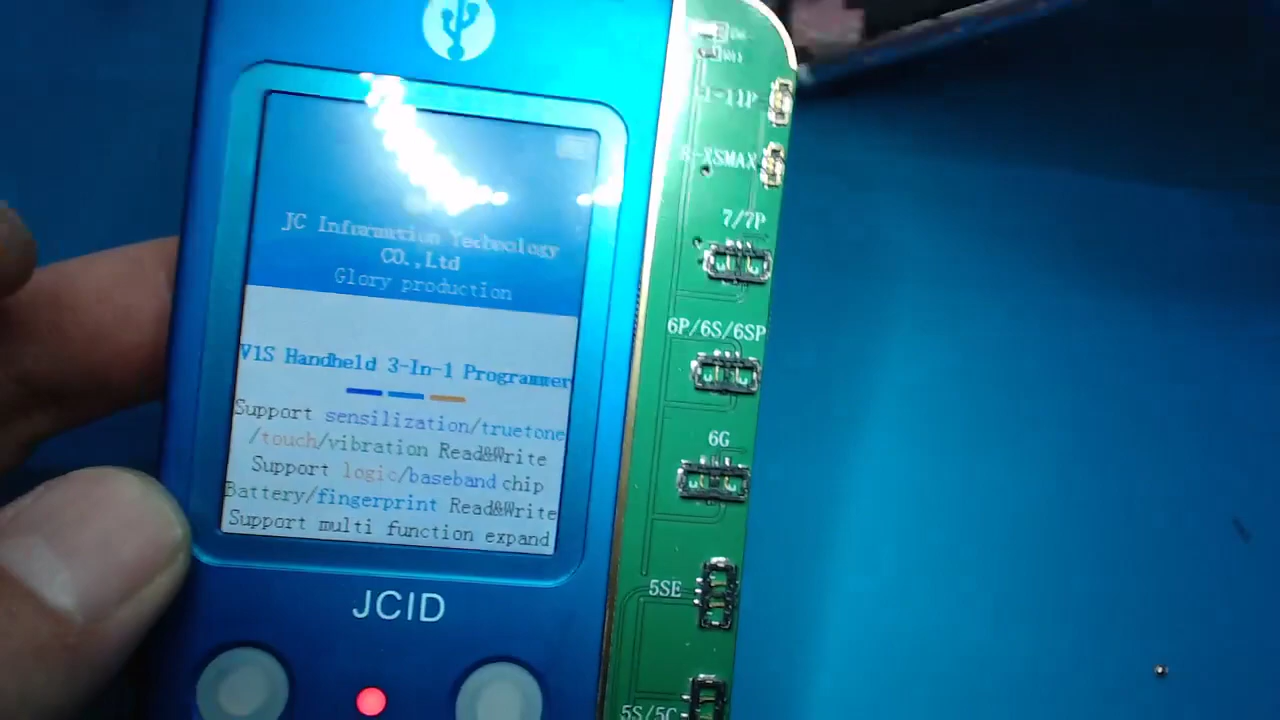 JC Information Technology
CO.,Ltd
Glory production
V1S Handheld 3-In-1 Programmer
Support sensilization/truetone
/touch/vibration Read&Write
Support logic/baseband chip
Battery/fingerprint Read&Write
Support multi function expand
JCID
-11P
-XSMAX
7/7P
6P/6S/6SP
6G
5SE
5S/5C